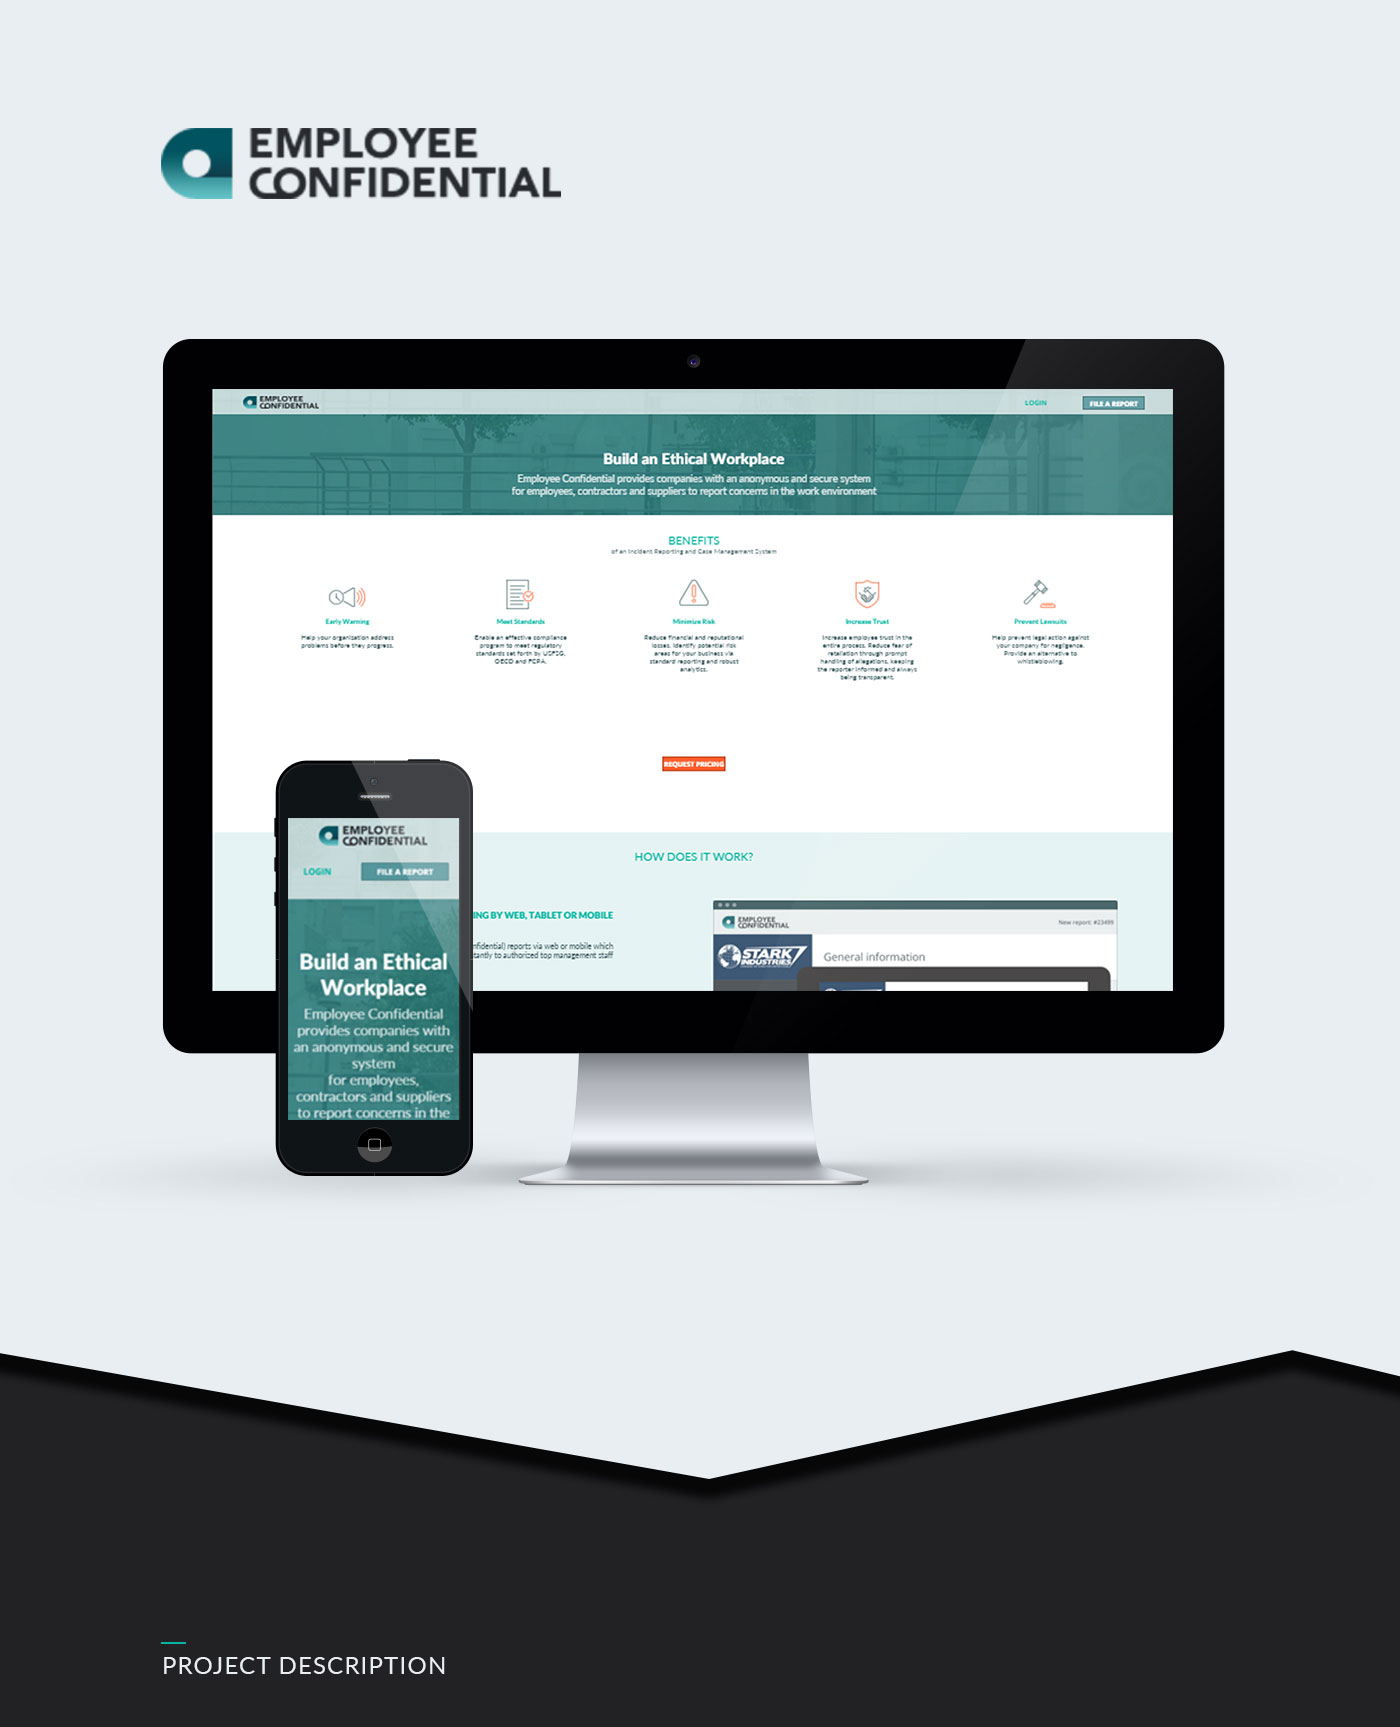 EMPLOYEE
CONFIDENTIAL
EMPLOYEE
CONFIDENTIAL
LOGIN
FILE A REPORT
Build an Ethical Workplace
Employee Confidential provides companies with an anonymous and secure system
for employees, contractors and suppliers to report concerns in the work environment
BENEFITS
of an Incident Reporting and Case Management System
Early Warning
Help your organization address
problems before they progress.
Meet Standards
Enable an effective compliance
program to meet regulatory
standards set forth by USFSG,
OECD and FCPA.
Minimize Risk
Reduce financial and reputational
losses. Identify potential risk
areas for your business via
standard reporting and robust
analytics.
Increase Trust
Increase employee trust in the
entire process. Reduce fear of
retaliation through prompt
handling of allegations, keeping
the reporter informed and always
being transparent.
Prevent Lawsuits
Help prevent legal action against
your company for negligence.
Provide an alternative to
whistleblowing.
REQUEST PRICING
HOW DOES IT WORK?
ING BY WEB, TABLET OR MOBILE
nfidential) reports via web or mobile which
tantly to authorized top management staff
EMPLOYEE
CONFIDENTIAL
New report: #23499
STARK
INDUSTRIES
General information
EMPLOYEE
CONFIDENTIAL
LOGIN
FILE A REPORT
Build an Ethical
Workplace
Employee Confidential
provides companies with
an anonymous and secure
system
for employees,
contractors and suppliers
to report concerns in the
PROJECT DESCRIPTION